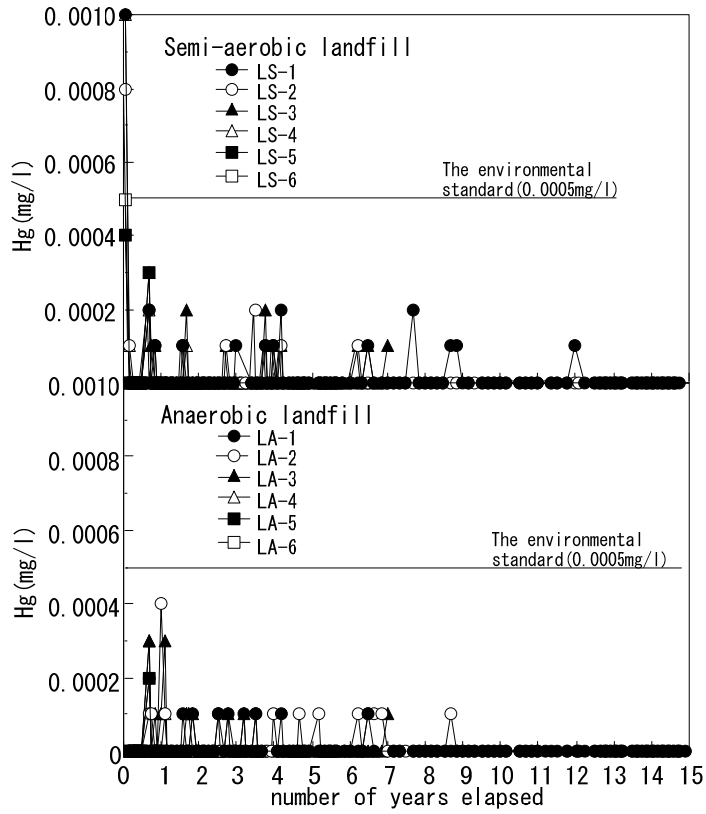 0.0010
Semi-aerobic landfill
LS-1
0.0008
LS-2
LS-3
LS-4
0.0006
LS-5
LS-6
The environmental
standard(0.0005mg/l)
Hg(mg/l)
0.0004
0.0002
0.0010
Anaerobic landfill
LA-1
0.0008
LA-2
LA-3
LA-4
LA-5
0.0006
LA-6
The environmental
standard(0.0005mg/l)
Hg(mg/l)
0.0004
0.0002
0
0 1 2 3 4 5 6 7 8 9 10 11 12 13 14 15
number of years elapsed